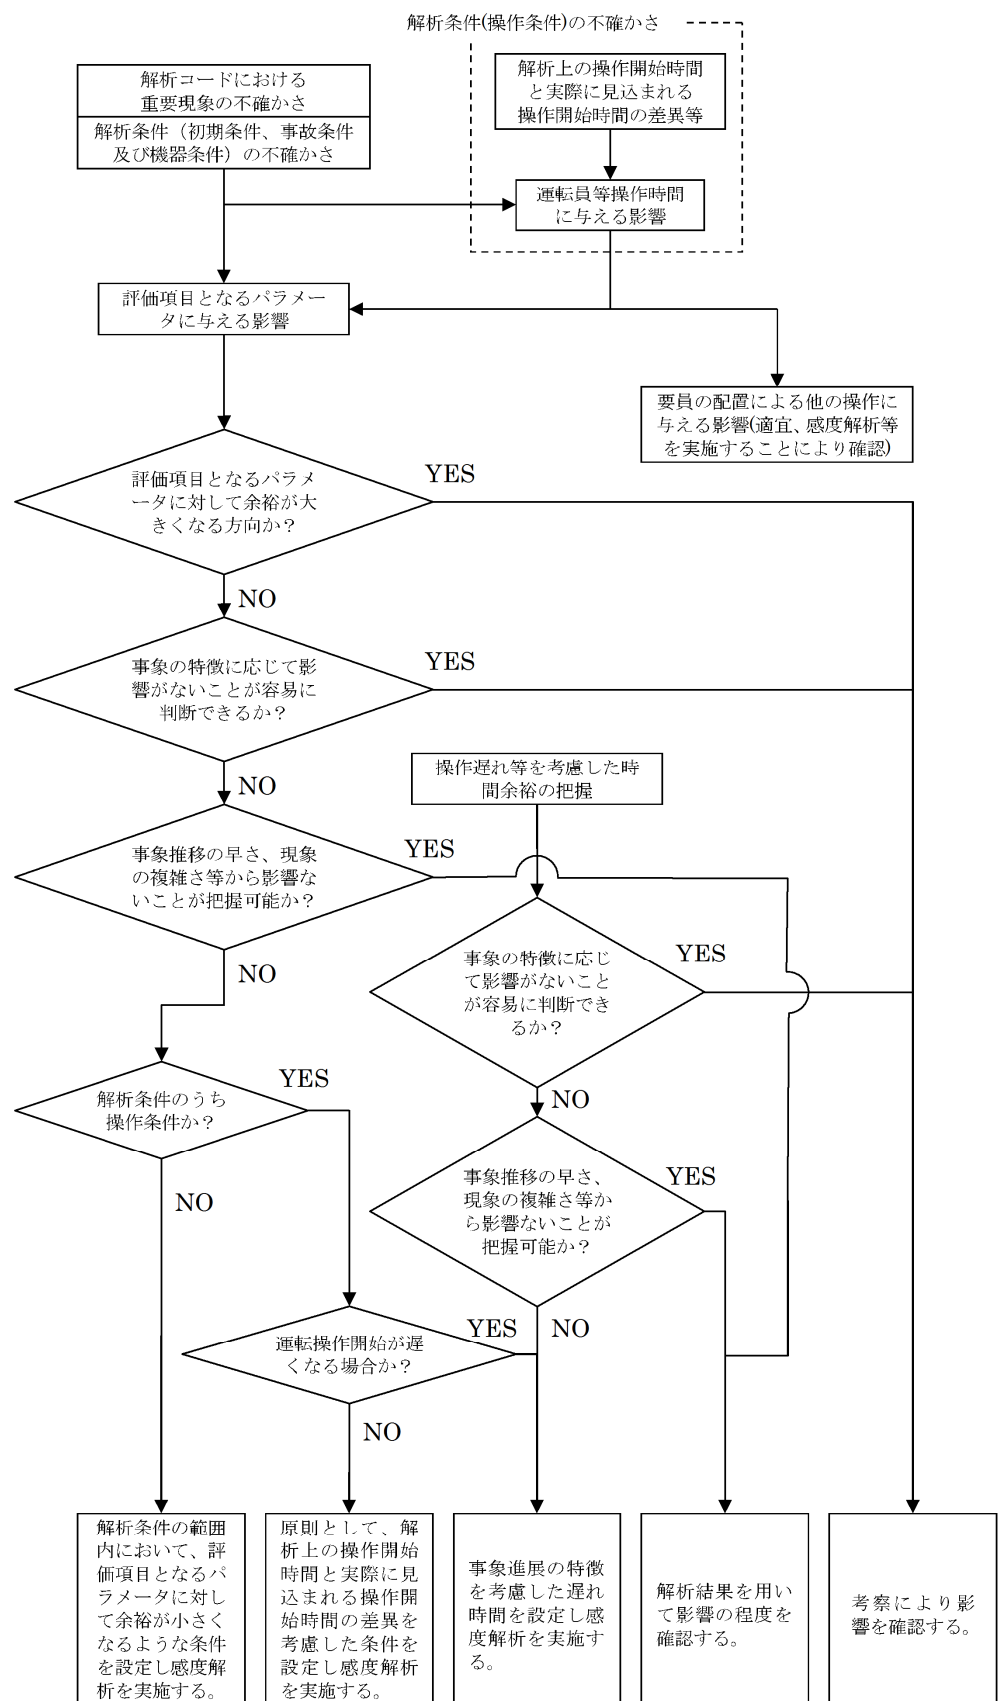 解析条件(操作条件)の不確かさ
解析コードにおける
重要現象の不確かさ
解析条件（初期条件、事故条件
及び機器条件）の不確かさ
解析上の操作開始時間
と実際に見込まれる
操作開始時間の差異等
運転員等操作時間
に与える影響
評価項目となるパラメー
タに与える影響
要員の配置による他の操作に
与える影響(適宜、感度解析等
を実施することにより確認)
評価項目となるパラメ
ータに対して余裕が大
きくなる方向か？
YES
NO
事象の特徴に応じて影
響がないことが容易に
判断できるか？
YES
NO
操作遅れ等を考慮した時
間余裕の把握
事象推移の早さ、現象
の複雑さ等から影響な
いことが把握可能か？
YES
NO
事象の特徴に応じ
て影響がないこと
が容易に判断でき
るか？
YES
NO
解析条件のうち
操作条件か？
YES
NO
事象推移の早さ、
現象の複雑さ等か
ら影響ないことが
把握可能か？
YES
NO
運転操作開始が遅
くなる場合か？
YES
NO
解析条件の範囲
内において、評
価項目となるパ
ラメータに対し
て余裕が小さく
なるような条件
を設定し感度解
析を実施する。
原則として、解
析上の操作開始
時間と実際に見
込まれる操作開
始時間の差異を
考慮した条件を
設定し感度解析
を実施する。
事象進展の特徴
を考慮した遅れ
時間を設定し感
度解析を実施す
る。
解析結果を用い
て影響の程度を
確認する。
考察により影
響を確認する。